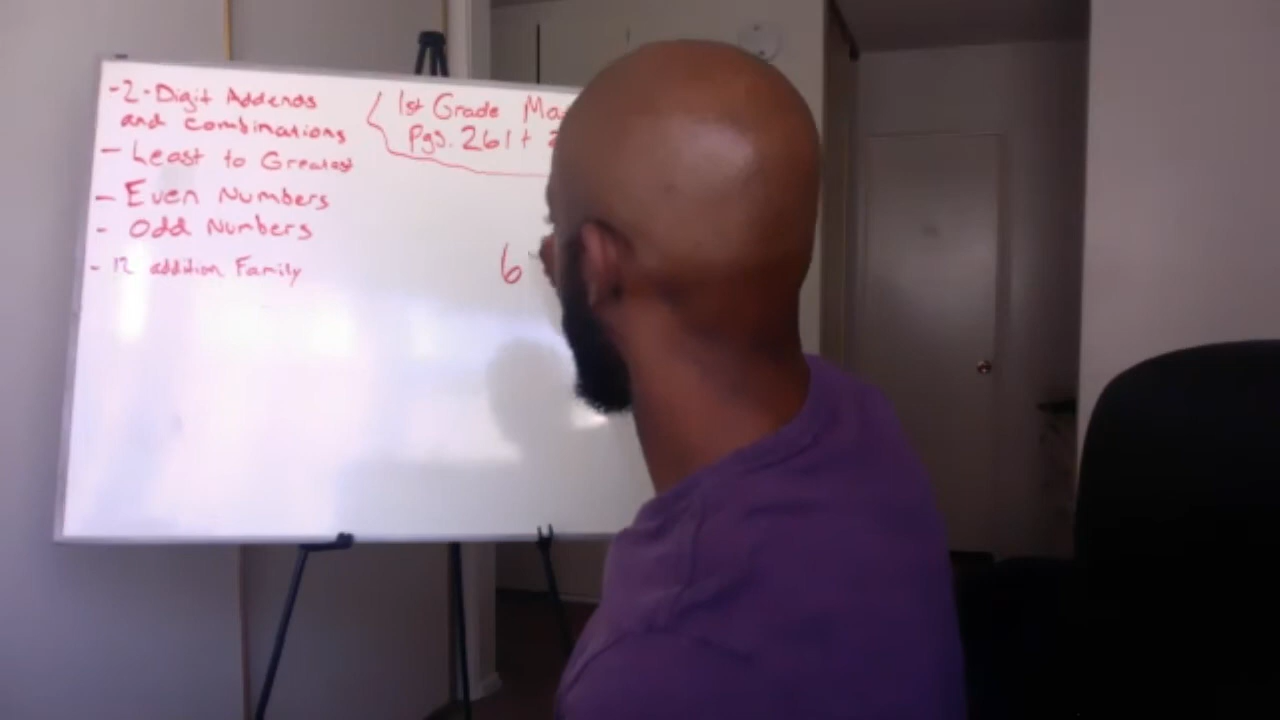 -2-Digit Addends
and Combinations
- Least to Greatest
- Even Numbers
- Odd Numbers
- 12 addition Family
1st Grade
Pgs. 261+
6